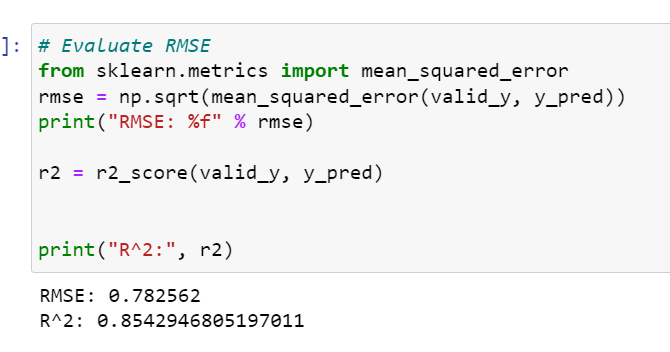 ]: # Evaluate RMSE
from sklearn.metrics import mean_squared_error
rmse = np.sqrt(mean_squared_error(valid_y, y_pred))
print("RMSE: %f" % rmse)
r2 = r2_score(valid_y, y_pred)
print("R^2:", r2)
RMSE: 0.782562
R^2: 0.8542946805197011